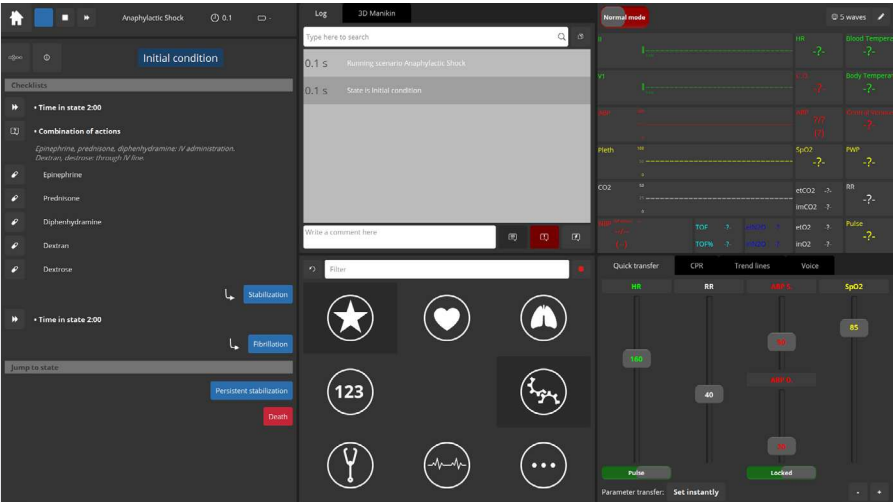 Anaphylactic Shock
0.1
Initial condition
Checklists
• Time in state 2:00
• Combination of actions
Epinephrine, prednisone, diphenhydramine: IV administration.
Dextran, destrose: through IV line
Epinephrine
Prednisone
Diphenhydramine
Dextran
Dextrose
Stabilization
• Time in state 2:00
Fibrillation
Jump to state
Persistent stabilization
Death
Log
3D Manikin
Type here to search
0.1 s Running scenario Anaphylactic Shock
0.1 s State is Initial condition
Write a comment here
Filter
123
Normal mode
5 waves
II
HR
-?-
Blood Tempera
-?-
Body Tempera
-?-
Pleth
SpO2
-?-
PWP
-?-
CO2
etCO2 -?-
imCO2 -?-
RR
-?-
TOF -?-
TOF% -?-
etO2 -?-
inO2 -?-
Pulse
-?-
Quick transfer
CPR
Trend lines
Voice
HR
RR
ABP S
SpO2
160
40
50
85
ABP D
Pulse
Locked
Parameter transfer: Set instantly
- +